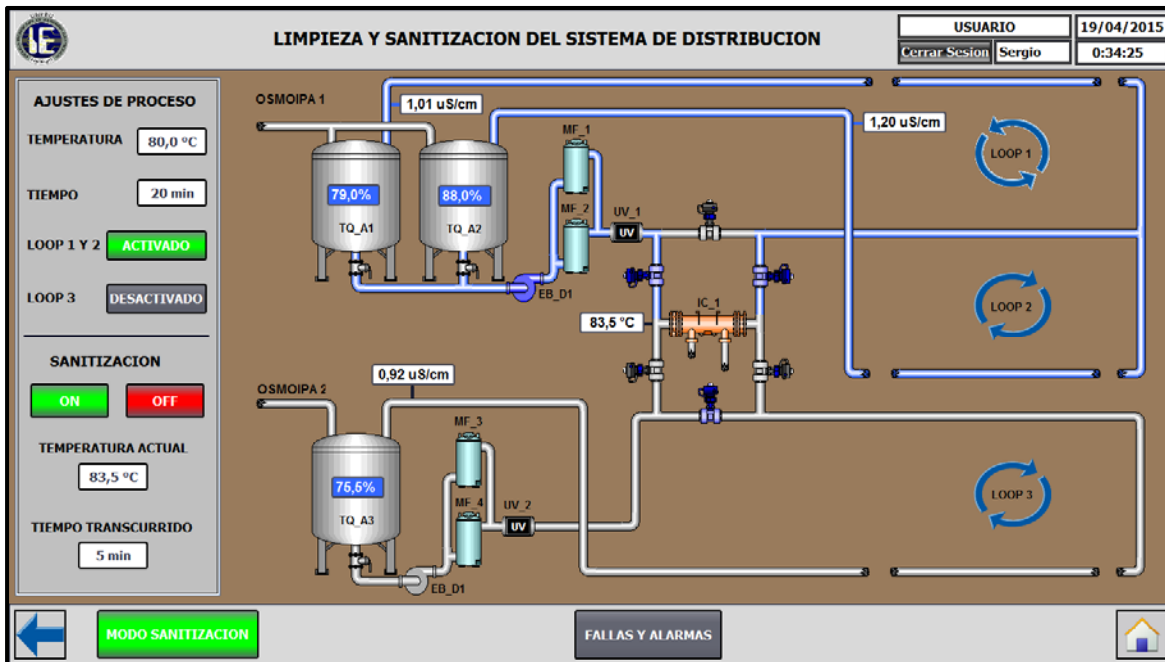 LIMPIEZA Y SANITIZACION DEL SISTEMA DE DISTRIBUCION
USUARIO
Cerrar Sesion Sergio
19/04/2015
0:34:25
AJUSTES DE PROCESO
TEMPERATURA 80,0 ºC
TIEMPO 20 min
LOOP 1 Y 2 ACTIVADO
LOOP 3 DESACTIVADO
SANITIZACION
ON OFF
TEMPERATURA ACTUAL
83,5 ºC
TIEMPO TRANSCURRIDO
5 min
OSMOIPA 1
1,01 uS/cm
1,20 uS/cm
79,0%
TQ_A1
88,0%
TQ_A2
MF_1
MF_2
UV_1
UV
EB_D1
IC_1
83,5 °C
LOOP 1
LOOP 2
OSMOIPA 2
0,92 uS/cm
75,5%
TQ_A3
MF_3
MF_4
UV_2
UV
EB_D1
LOOP 3
MODO SANITIZACION
FALLAS Y ALARMAS